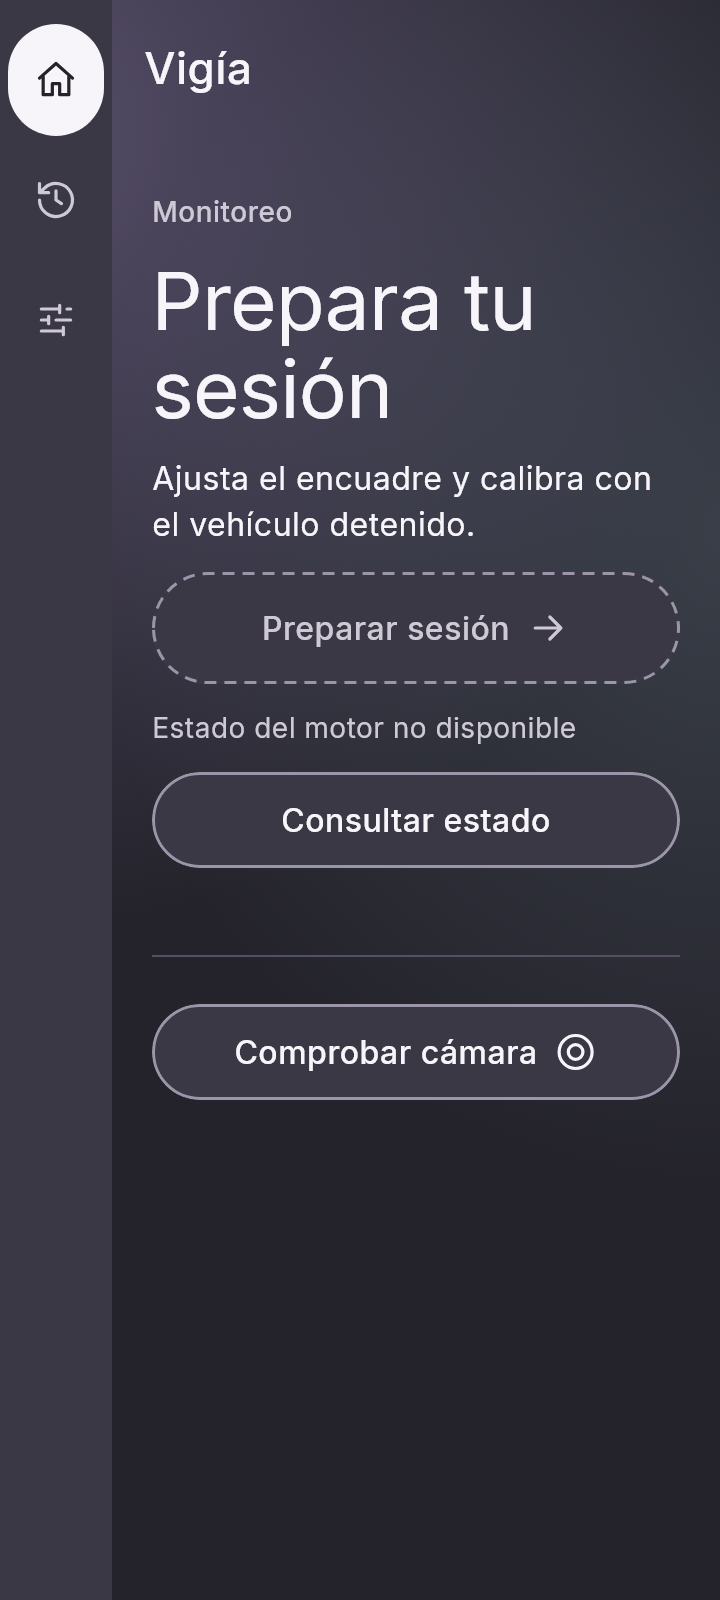 Vigía
Monitoreo
Prepara tu
sesión
Ajusta el encuadre y calibra con
el vehículo detenido.
Preparar sesión
Estado del motor no disponible
Consultar estado
Comprobar cámara